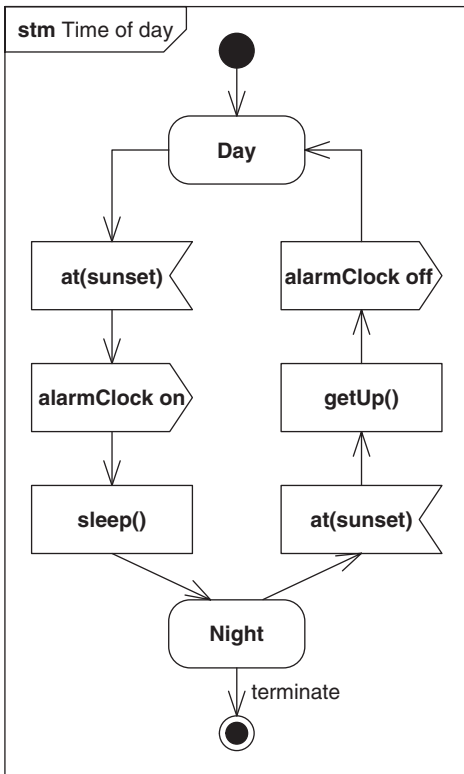 stm Time of day
Day
at(sunset)
alarmClock off
alarmClock on
getUp()
sleep()
at(sunset)
Night
terminate